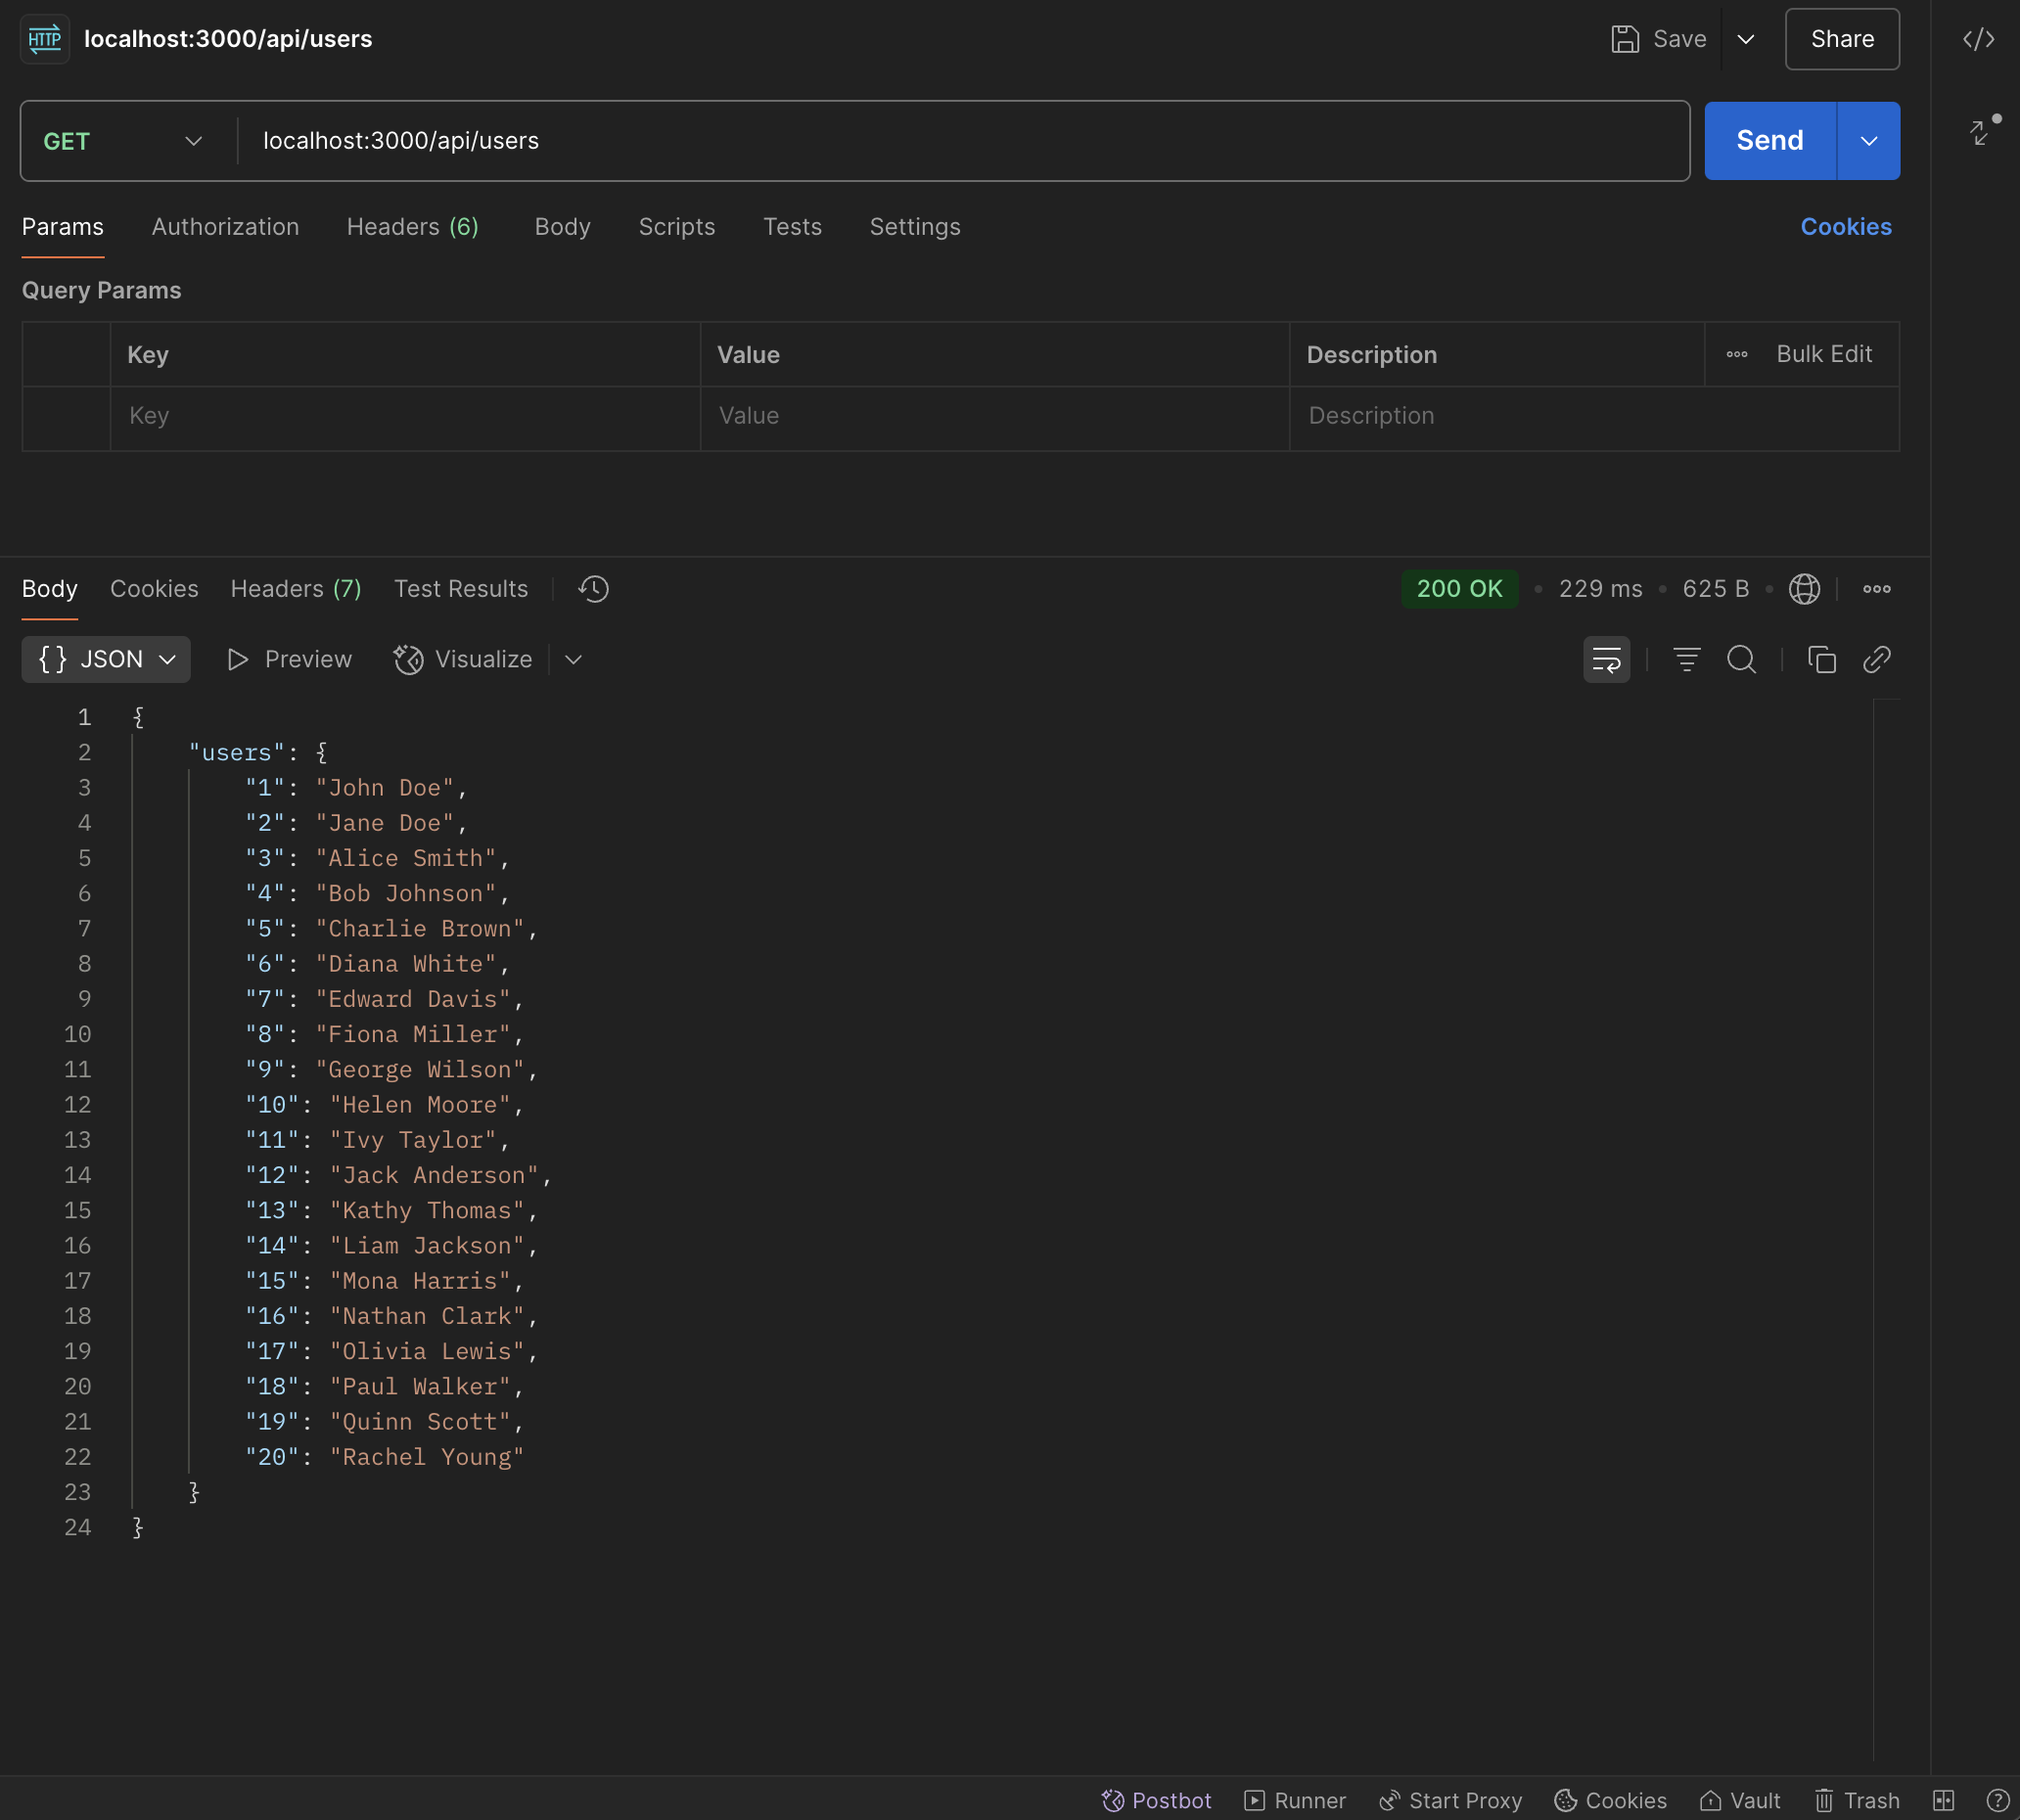 HTTP localhost:3000/api/users Save Share
GET localhost:3000/api/users Send
Params Authorization Headers (6) Body Scripts Tests Settings Cookies
Query Params
Key Value Description Bulk Edit
Key Value Description
Body Cookies Headers (7) Test Results 200 OK 229 ms 625 B
{ } JSON Preview Visualize
1 {
2 "users": {
3 "1": "John Doe",
4 "2": "Jane Doe",
5 "3": "Alice Smith",
6 "4": "Bob Johnson",
7 "5": "Charlie Brown",
8 "6": "Diana White",
9 "7": "Edward Davis",
10 "8": "Fiona Miller",
11 "9": "George Wilson",
12 "10": "Helen Moore",
13 "11": "Ivy Taylor",
14 "12": "Jack Anderson",
15 "13": "Kathy Thomas",
16 "14": "Liam Jackson",
17 "15": "Mona Harris",
18 "16": "Nathan Clark",
19 "17": "Olivia Lewis",
20 "18": "Paul Walker",
21 "19": "Quinn Scott",
22 "20": "Rachel Young"
23 }
24 }
Postbot Runner Start Proxy Cookies Vault Trash